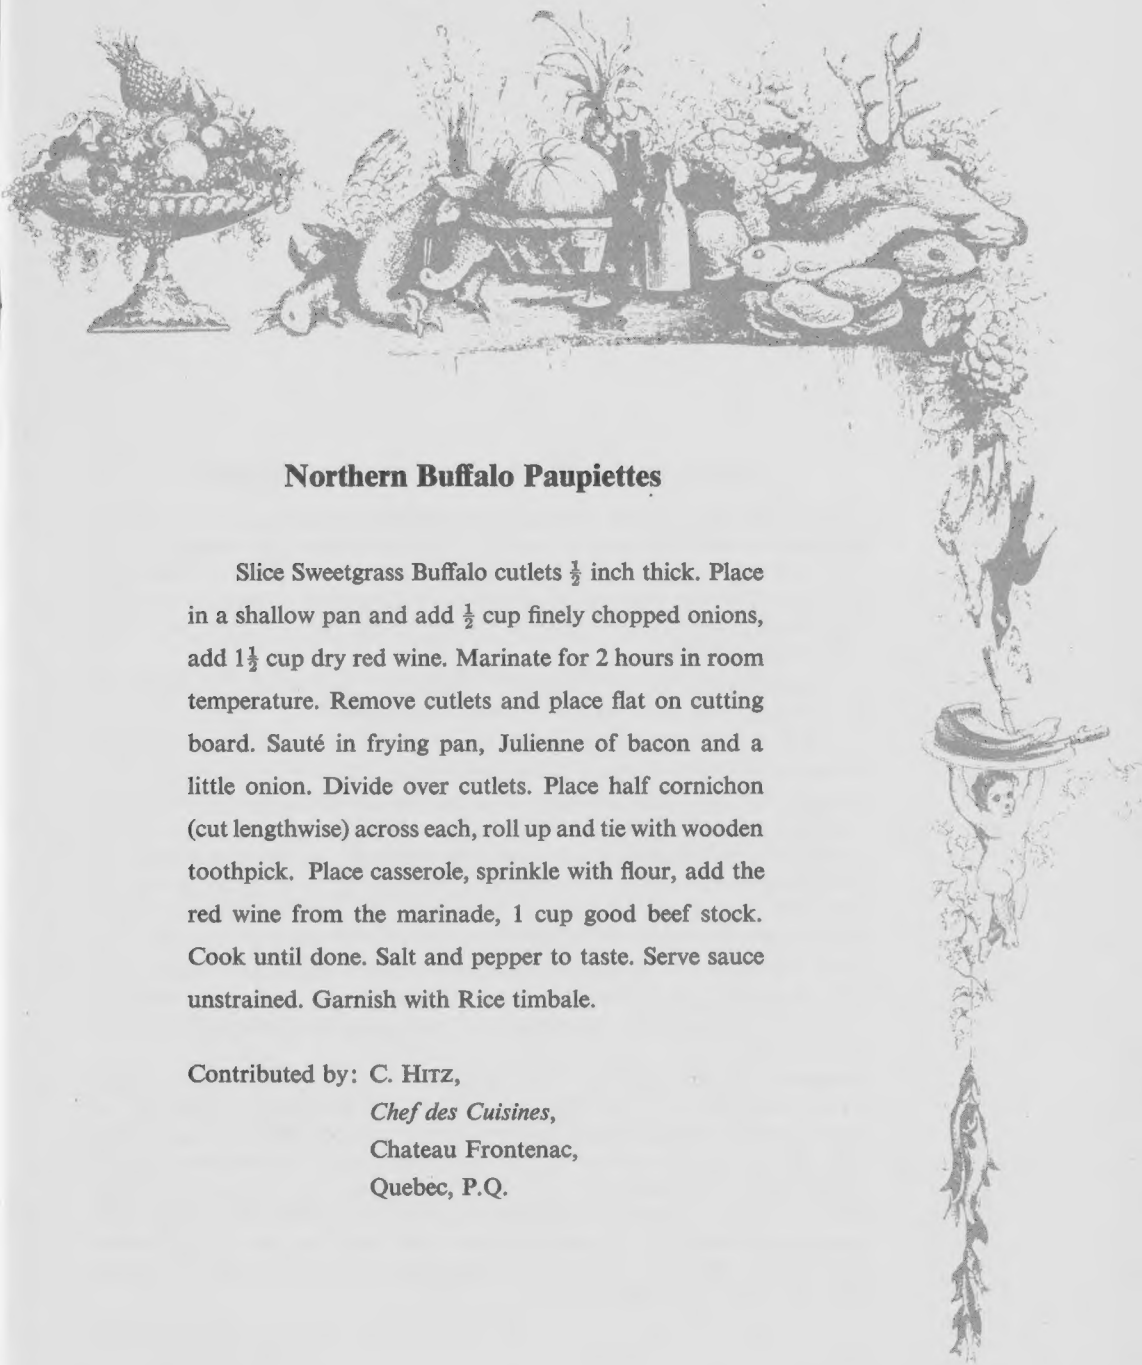 Northern Buffalo Paupiettes
Slice Sweetgrass Buffalo cutlets ½ inch thick. Place
in a shallow pan and add ½ cup finely chopped onions,
add 1½ cup dry red wine. Marinate for 2 hours in room
temperature. Remove cutlets and place flat on cutting
board. Sauté in frying pan, Julienne of bacon and a
little onion. Divide over cutlets. Place half cornichon
(cut lengthwise) across each, roll up and tie with wooden
toothpick. Place casserole, sprinkle with flour, add the
red wine from the marinade, 1 cup good beef stock.
Cook until done. Salt and pepper to taste. Serve sauce
unstrained. Garnish with Rice timbale.
Contributed by: C. HITZ,
Chef des Cuisines,
Chateau Frontenac,
Quebec, P.Q.